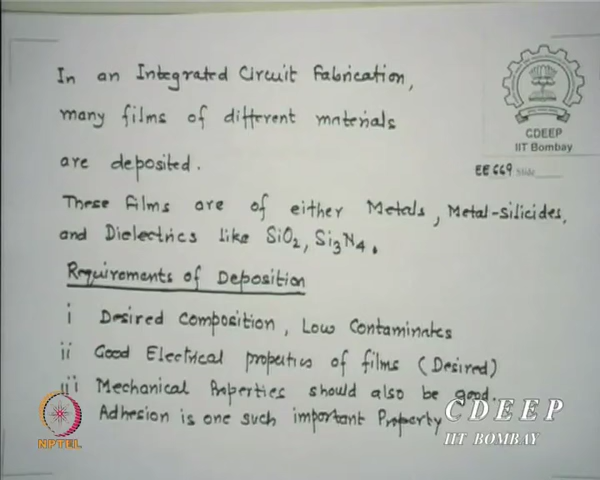 In an Integrated Circuit Fabrication,
many films of different materials
are deposited.
CDEEP
IIT Bombay
EE 669 Slide
These films are of either Metals, Metal-silicides,
and Dielectrics like SiO2, Si3N4.
Requirements of Deposition
i Desired Composition, Low Contaminates
ii Good Electrical properties of films (Desired)
iii Mechanical Properties should also be good.
Adhesion is one such important Property
CDEEP
IIT BOMBAY
NPTEL